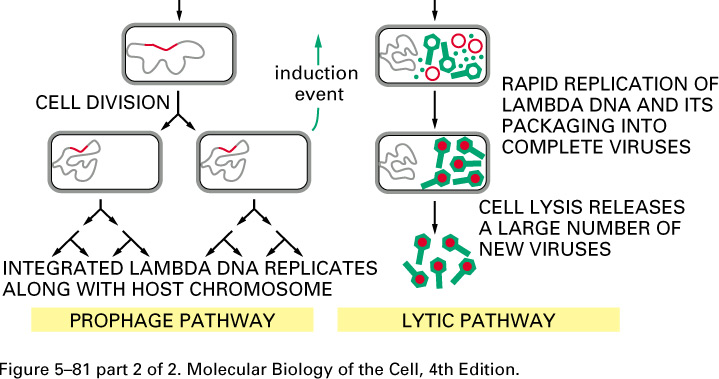 induction
event
CELL DIVISION
RAPID REPLICATION OF
LAMBDA DNA AND ITS
PACKAGING INTO
COMPLETE VIRUSES
CELL LYSIS RELEASES
A LARGE NUMBER OF
NEW VIRUSES
INTEGRATED LAMBDA DNA REPLICATES
ALONG WITH HOST CHROMOSOME
PROPHAGE PATHWAY
LYTIC PATHWAY
Figure 5–81 part 2 of 2. Molecular Biology of the Cell, 4th Edition.